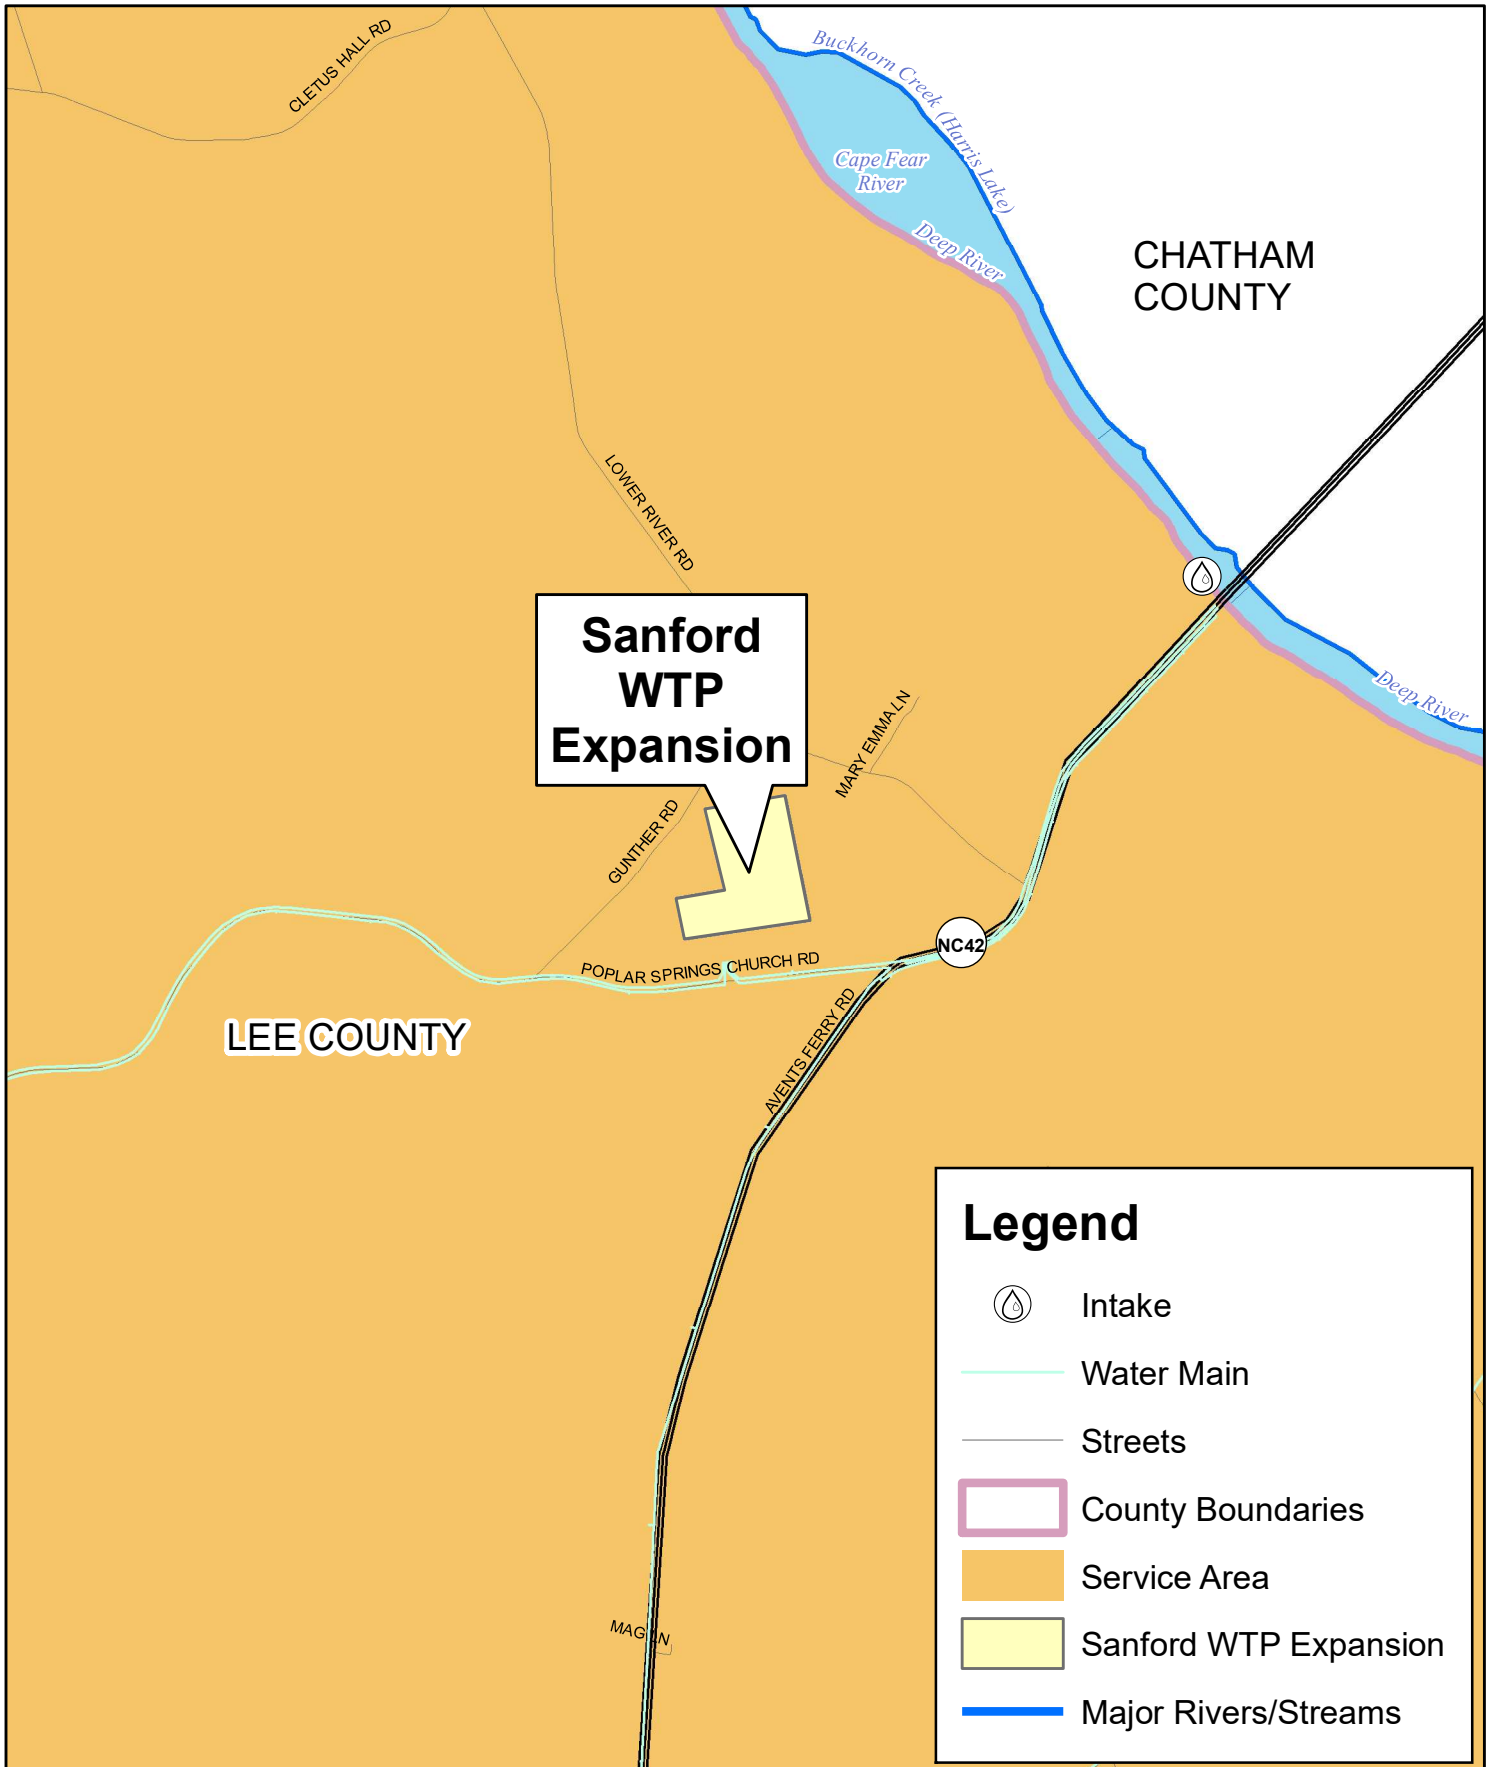 CLETUS HALL RD
Buckhorn Creek (Harris Lake)
Cape Fear
River
Deep River
CHATHAM
COUNTY
LOWER RIVER RD
Sanford
WTP
Expansion
Deep River
MARY EMMA LN
GUNTHER RD
NC42
POPLAR SPRINGS CHURCH RD
LEE COUNTY
AVENTS FERRY RD
MAG LN
Legend
Intake
Water Main
Streets
County Boundaries
Service Area
Sanford WTP Expansion
Major Rivers/Streams